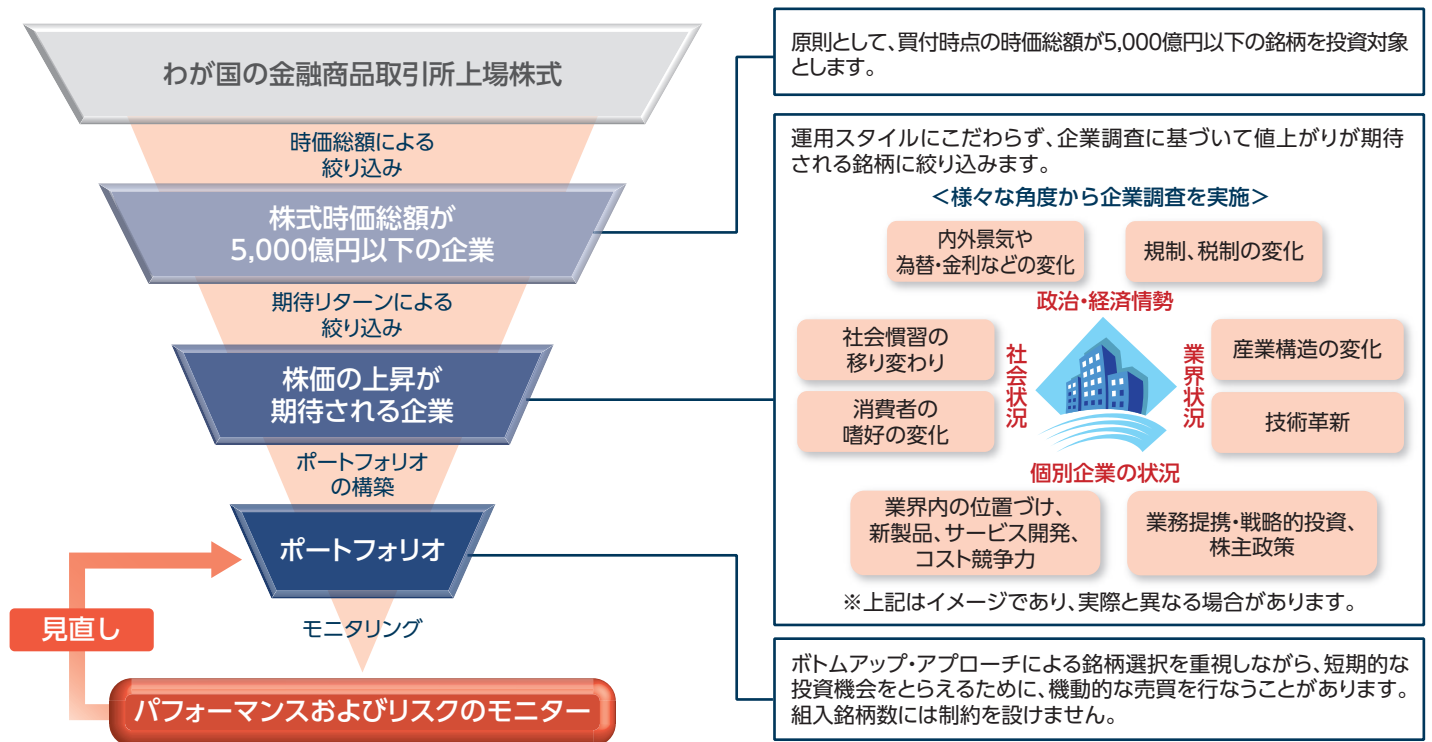 わが国の金融商品取引所上場株式
時価総額による
絞り込み
株式時価総額が
5,000億円以下の企業
期待リターンによる
絞り込み
株価の上昇が
期待される企業
ポートフォリオ
の構築
ポートフォリオ
見直し
モニタリング
パフォーマンスおよびリスクのモニター
原則として、買付時点の時価総額が5,000億円以下の銘柄を投資対象
とします。
運用スタイルにこだわらず、企業調査に基づいて値上がりが期待
される銘柄に絞り込みます。
＜様々な角度から企業調査を実施＞
内外景気や
為替・金利などの変化
規制、税制の変化
政治・経済情勢
社会慣習の
移り変わり
消費者の
嗜好の変化
社会状況
業界状況
産業構造の変化
技術革新
個別企業の状況
業界内の位置づけ、
新製品、サービス開発、
コスト競争力
業務提携・戦略的投資、
株主政策
※上記はイメージであり、実際と異なる場合があります。
ボトムアップ・アプローチによる銘柄選択を重視しながら、短期的な
投資機会をとらえるために、機動的な売買を行なうことがあります。
組入銘柄数には制約を設けません。